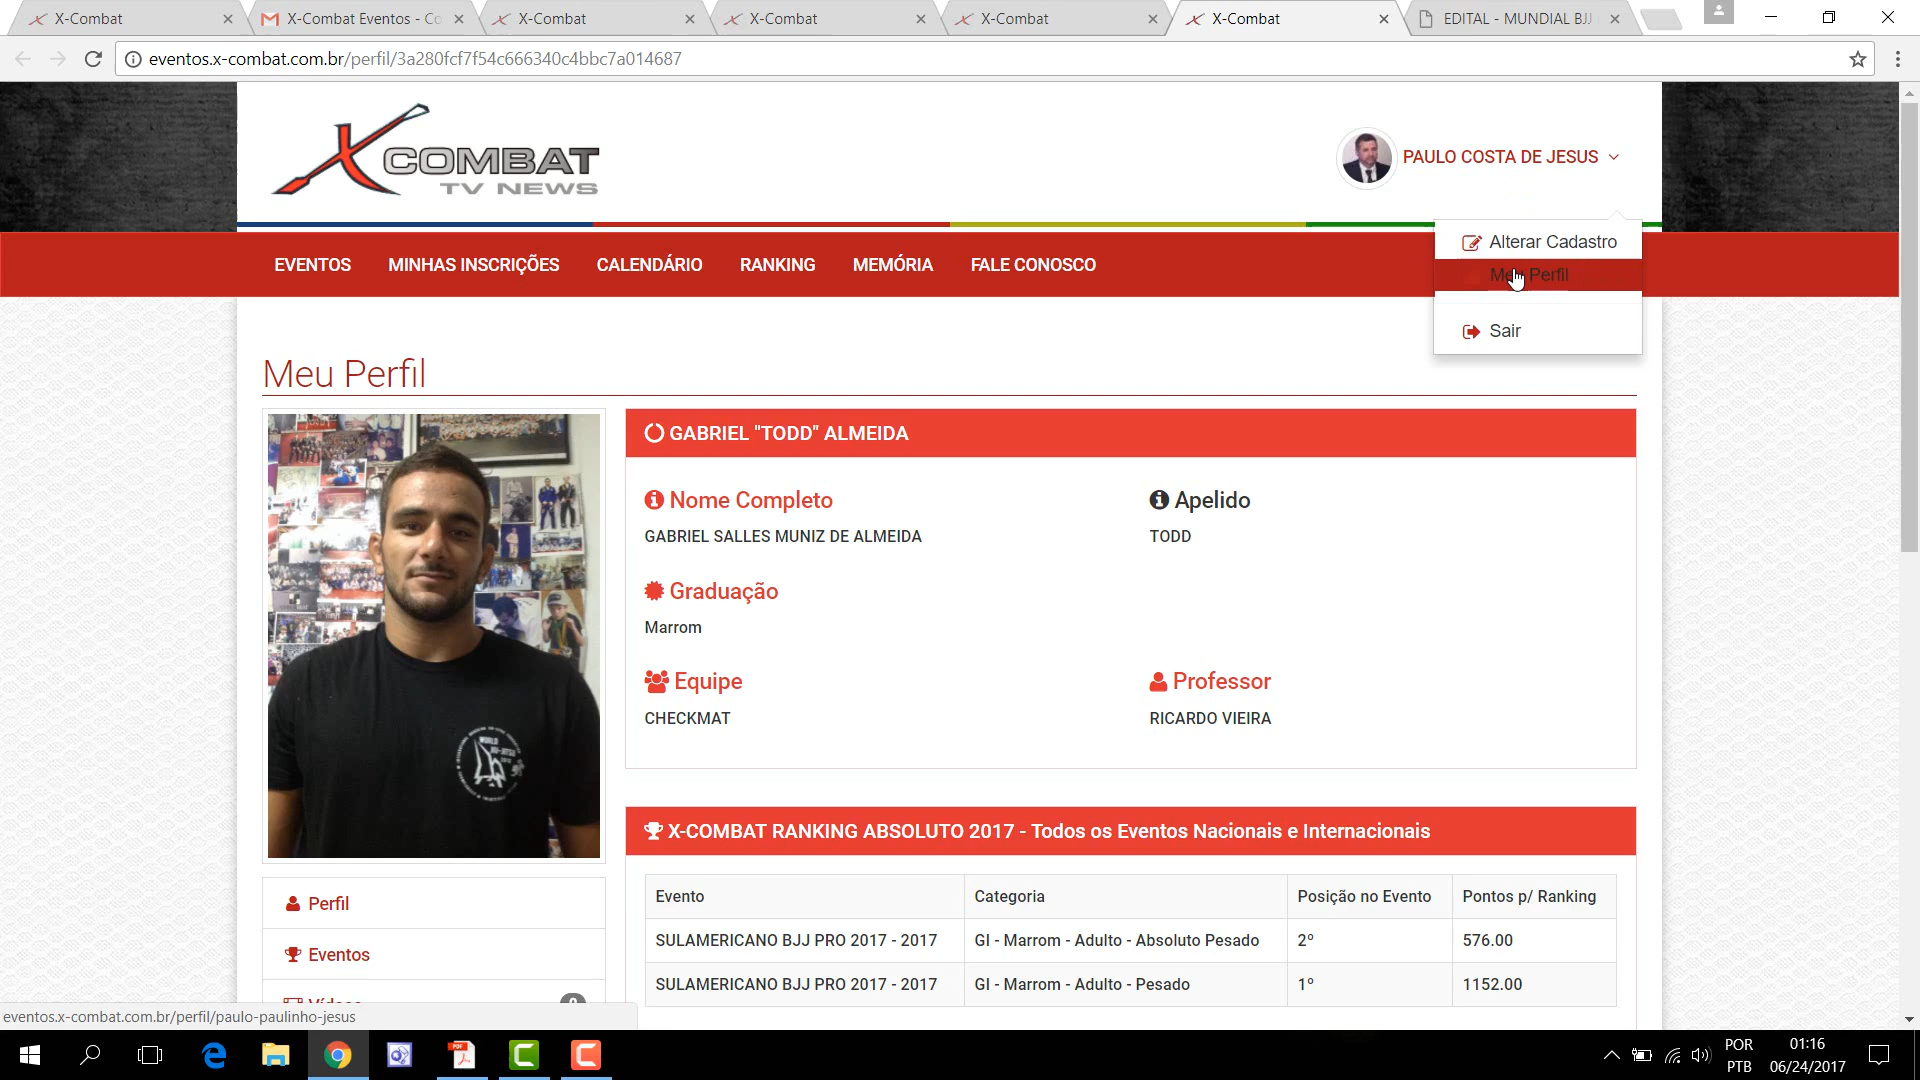 X-Combat
X-Combat Eventos - Co
X-Combat
X-Combat
X-Combat
X-Combat
EDITAL - MUNDIAL BJJ
eventos.x-combat.com.br/perfil/3a280fcf7f54c666340c4bbc7a014687
XCOMBAT
TV NEWS
PAULO COSTA DE JESUS
EVENTOS MINHAS INSCRIÇÕES CALENDÁRIO RANKING MEMÓRIA FALE CONOSCO
Alterar Cadastro
Meu Perfil
Sair
Meu Perfil
GABRIEL "TODD" ALMEIDA
Nome Completo
GABRIEL SALLES MUNIZ DE ALMEIDA
Apelido
TODD
Graduação
Marrom
Equipe
CHECKMAT
Professor
RICARDO VIEIRA
X-COMBAT RANKING ABSOLUTO 2017 - Todos os Eventos Nacionais e Internacionais
Evento Categoria Posição no Evento Pontos p/ Ranking
SULAMERICANO BJJ PRO 2017 - 2017 GI - Marrom - Adulto - Absoluto Pesado 2º 576.00
SULAMERICANO BJJ PRO 2017 - 2017 GI - Marrom - Adulto - Pesado 1º 1152.00
Perfil
Eventos
Vídeos 0
eventos.x-combat.com.br/perfil/paulo-paulinho-jesus
POR
PTB
01:16
06/24/2017